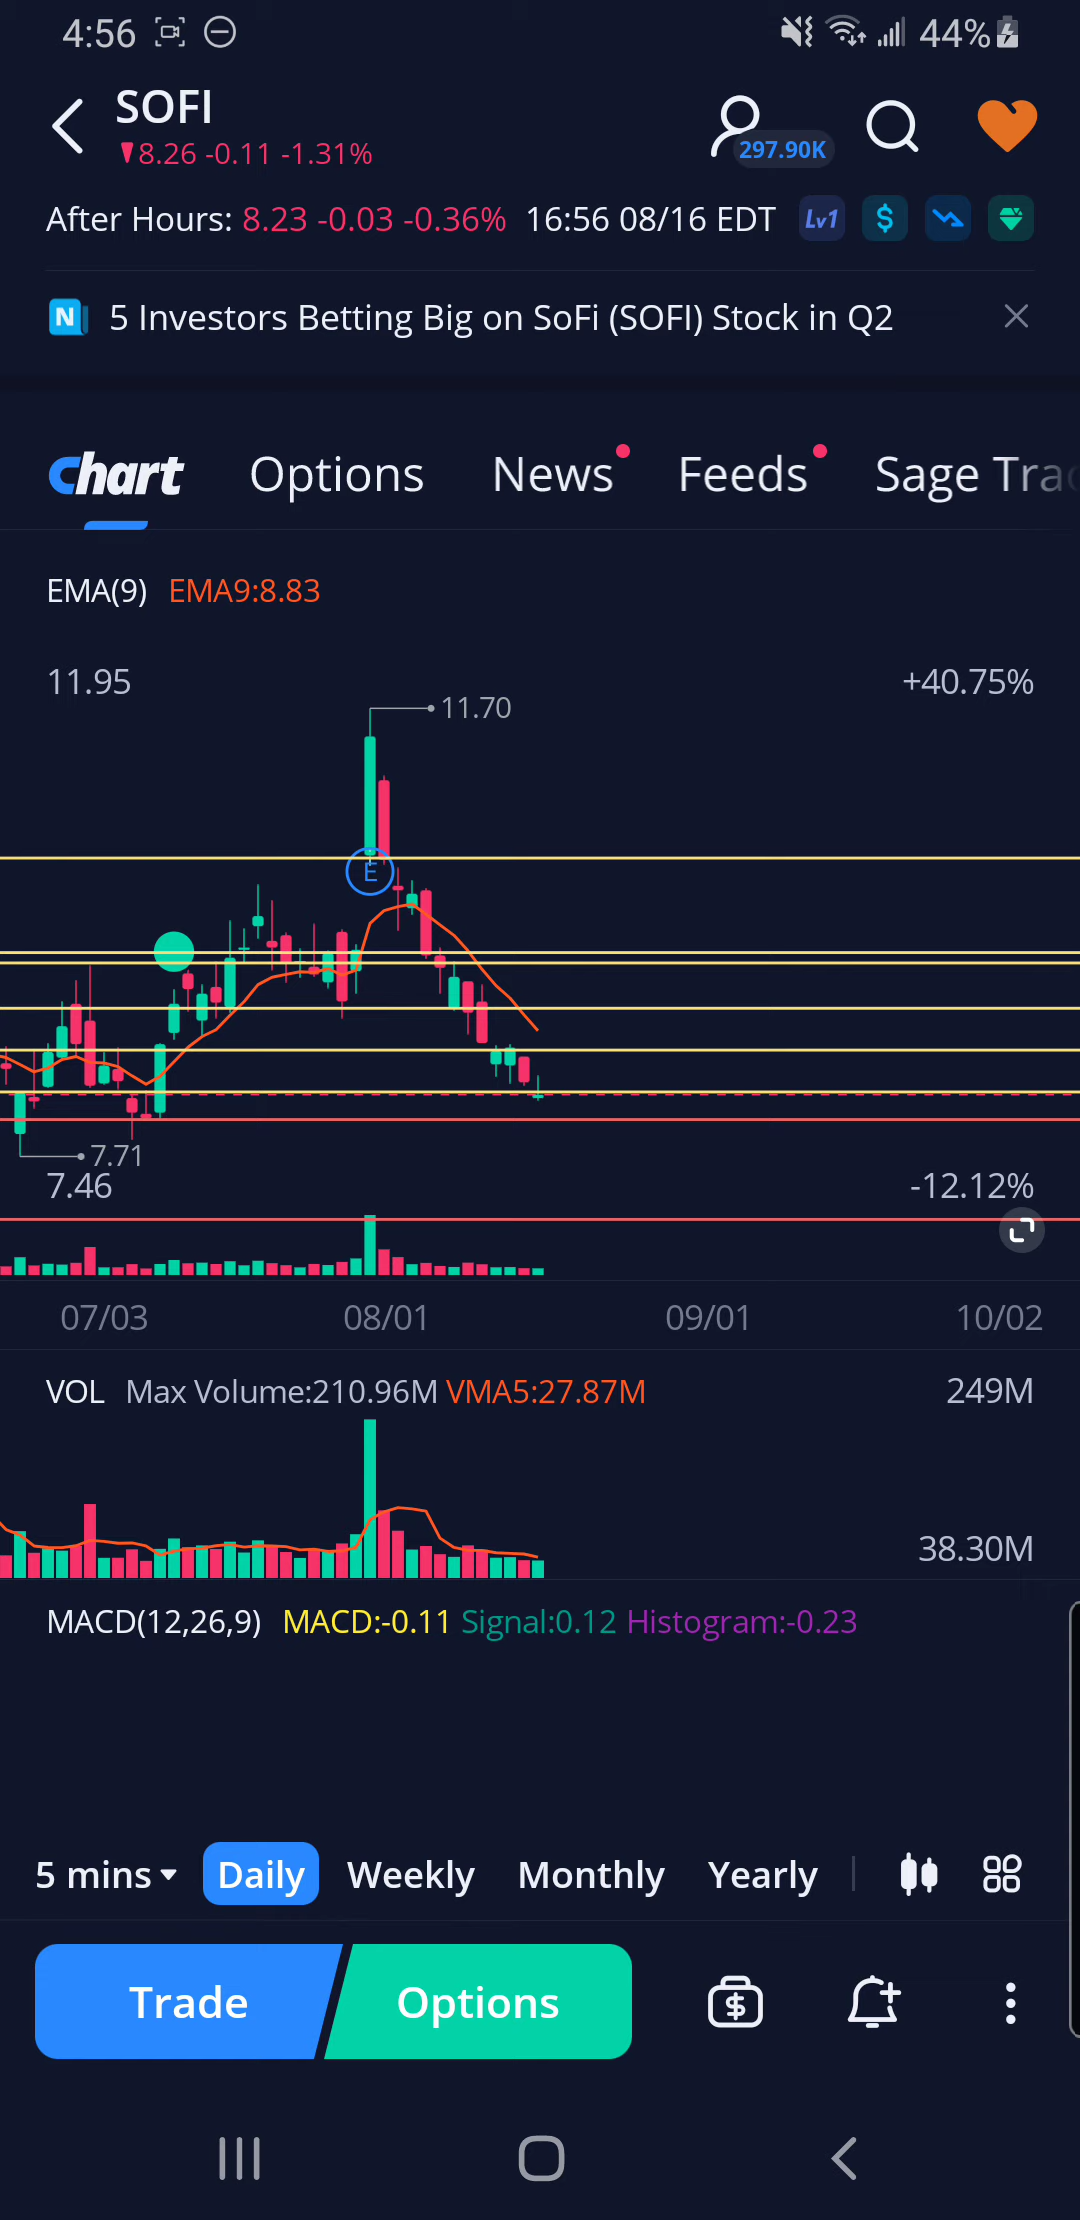 4:56 44%
SOFI
8.26 -0.11 -1.31%
297.90K
After Hours: 8.23 -0.03 -0.36% 16:56 08/16 EDT Lv1 $
N 5 Investors Betting Big on SoFi (SOFI) Stock in Q2
Chart Options News Feeds Sage Trac
EMA(9) EMA9:8.83
11.95 +40.75%
11.70
E
7.71
7.46 -12.12%
07/03 08/01 09/01 10/02
VOL Max Volume:210.96M VMA5:27.87M 249M
38.30M
MACD(12,26,9) MACD:-0.11 Signal:0.12 Histogram:-0.23
5 mins Daily Weekly Monthly Yearly
Trade Options $